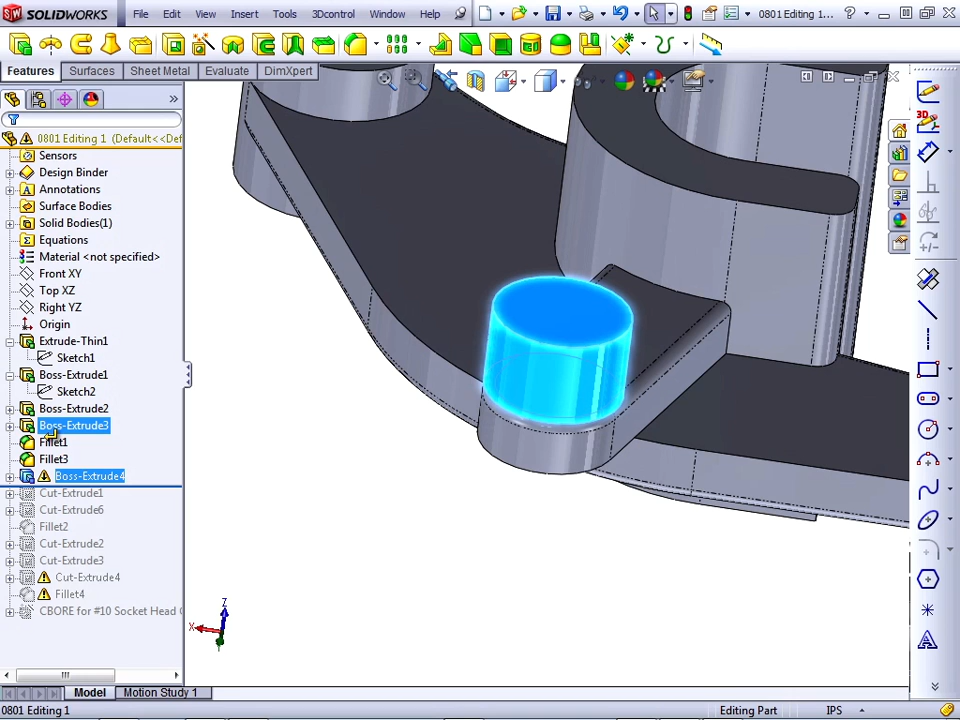 SW SOLIDWORKS File Edit View Insert Tools 3Dcontrol Window Help 0801 Editing 1...
Features Surfaces Sheet Metal Evaluate DimXpert
0801 Editing 1 (Default<<Def
Sensors
Design Binder
A Annotations
Surface Bodies
Solid Bodies(1)
Σ Equations
Material <not specified>
Front XY
Top XZ
Right YZ
Origin
Extrude-Thin1
Sketch1
Boss-Extrude1
Sketch2
Boss-Extrude2
Boss-Extrude3
Fillet1
Fillet3
Boss-Extrude4
Cut-Extrude1
Cut-Extrude6
Fillet2
Cut-Extrude2
Cut-Extrude3
Cut-Extrude4
Fillet4
CBORE for #10 Socket Head
3D
Z
X
Model Motion Study 1
0801 Editing 1 Editing Part IPS